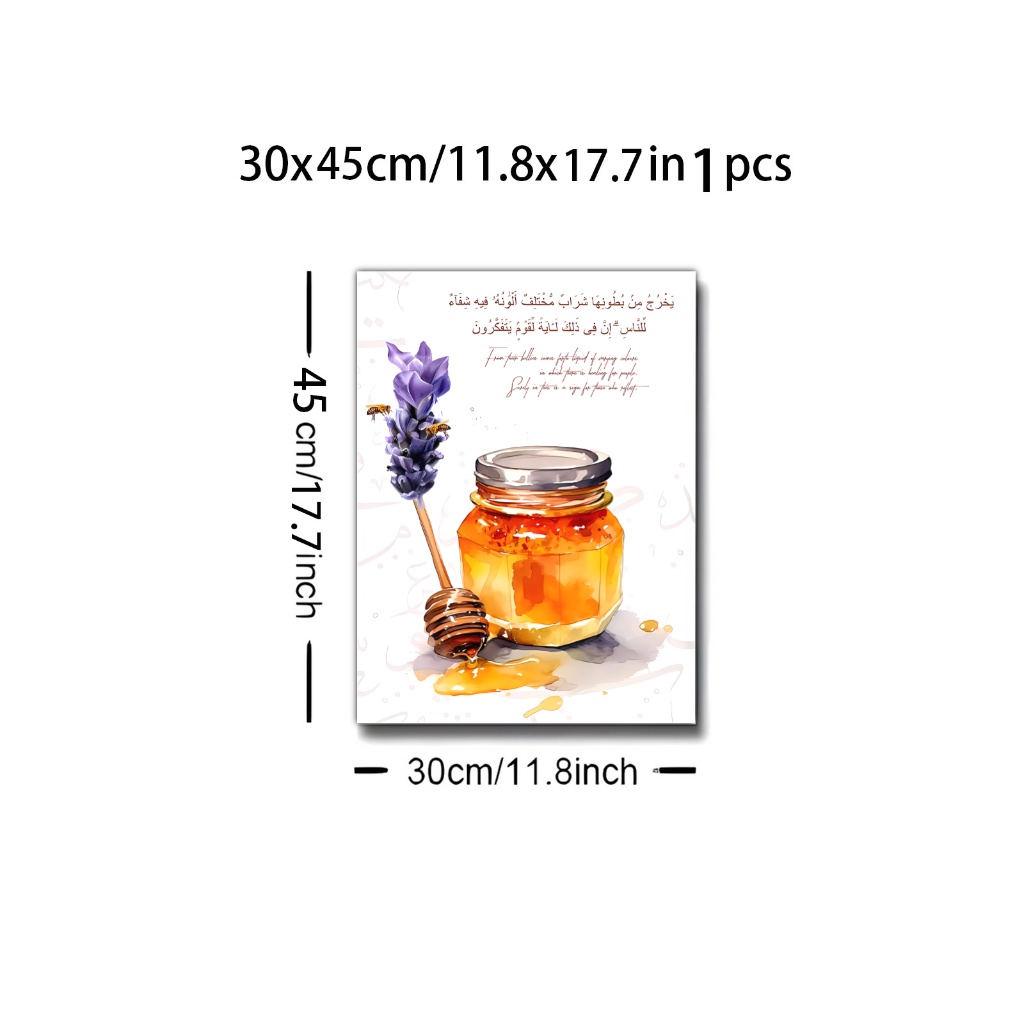 30x45cm/11.8x17.7in 1 pcs
يَخْرُجُ مِنْ بُطُونِهَا شَرَابٌ مُّخْتَلِفٌ أَلْوَٰنُهُۥ فِيهِ شِفَآءٌ
لِّلنَّاسِ ۗ إِنَّ فِى ذَٰلِكَ لَـَٔايَةً لِّقَوْمٍ يَتَفَكَّرُونَ
From their bellies comes forth liquid of varying colours
in which there is healing for people.
Surely in this is a sign for those who reflect.
45 cm/17.7inch
30cm/11.8inch